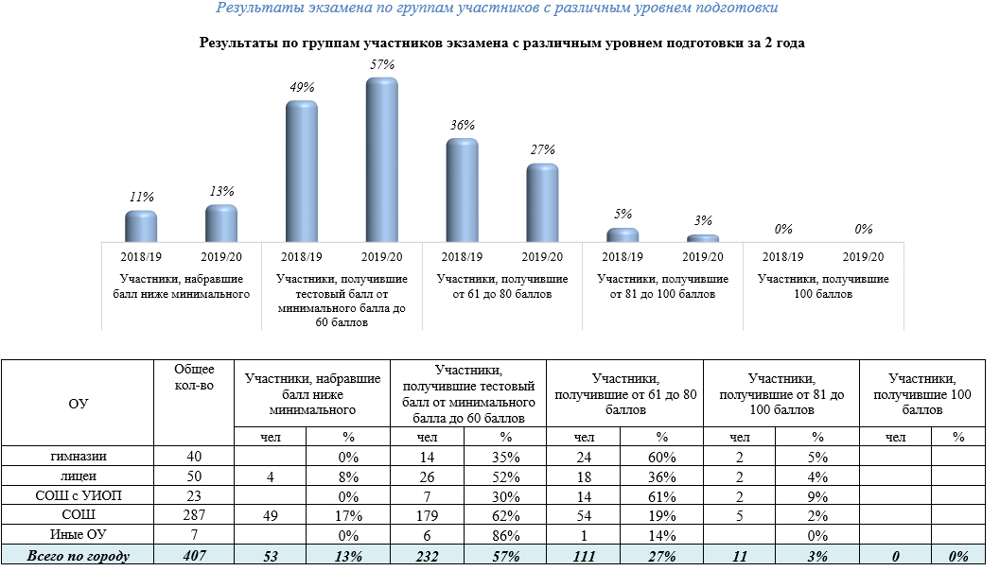 Результаты экзамена по группам участников с различным уровнем подготовки
Результаты по группам участников экзамена с различным уровнем подготовки за 2 года
11% 13% 49% 57% 36% 27% 5% 3% 0% 0%
2018/19 2019/20 2018/19 2019/20 2018/19 2019/20 2018/19 2019/20 2018/19 2019/20
Участники, набравшие
балл ниже минимального
Участники, получившие
тестовый балл от
минимального балла до
60 баллов
Участники, получившие
от 61 до 80 баллов
Участники, получившие
от 81 до 100 баллов
Участники, получившие
100 баллов
ОУ
Общее
кол-во
Участники, набравшие
балл ниже
минимального
Участники,
получившие тестовый
балл от минимального
балла до 60 баллов
Участники,
получившие от 61 до 80
баллов
Участники,
получившие от 81 до
100 баллов
Участники,
получившие 100
баллов
чел % чел % чел % чел % чел %
гимназии 40 0% 14 35% 24 60% 2 5%
лицеи 50 4 8% 26 52% 18 36% 2 4%
СОШ с УИОП 23 0% 7 30% 14 61% 2 9%
СОШ 287 49 17% 179 62% 54 19% 5 2%
Иные ОУ 7 0% 6 86% 1 14% 0%
Всего по городу 407 53 13% 232 57% 111 27% 11 3% 0 0%